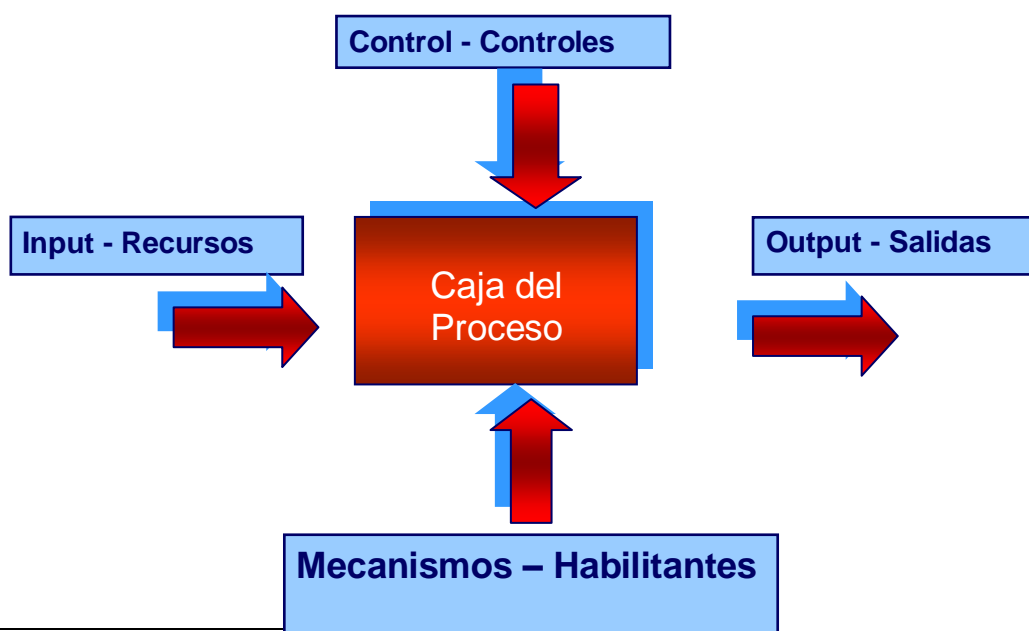 Control - Controles
Input - Recursos
Output - Salidas
Caja del
Proceso
Mecanismos – Habilitantes